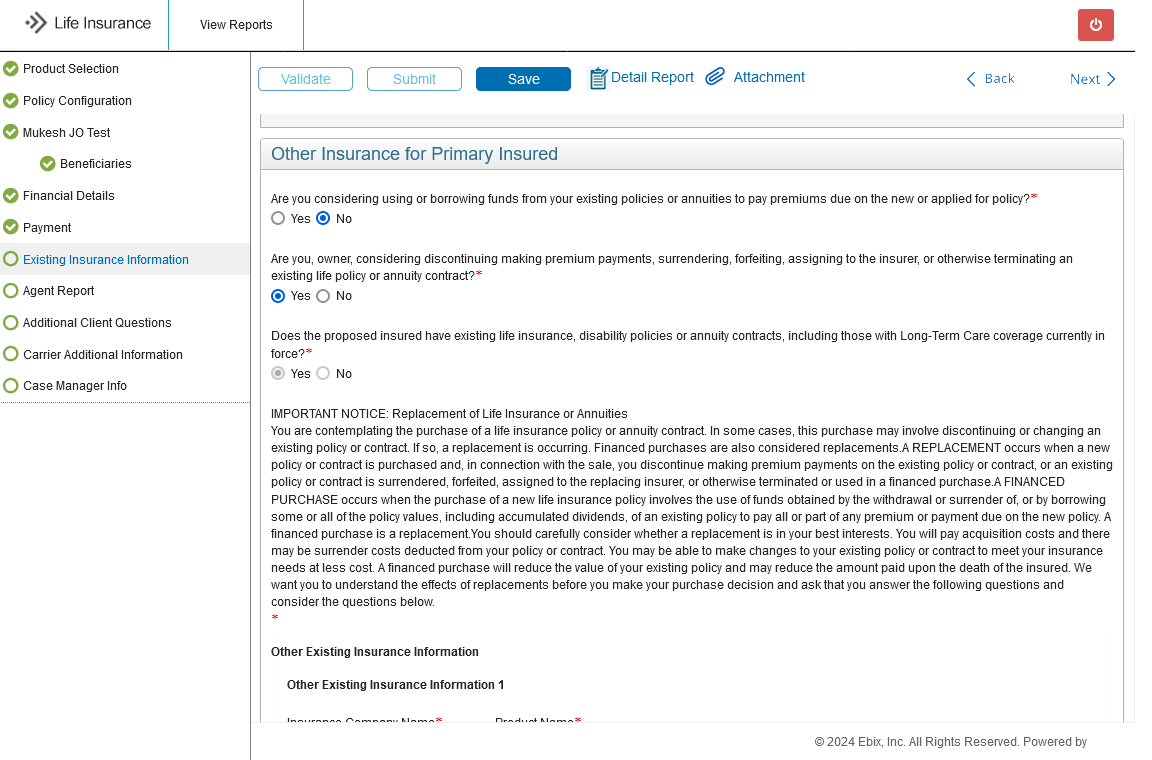 Life Insurance
View Reports
Product Selection
Policy Configuration
Mukesh JO Test
Beneficiaries
Financial Details
Payment
Existing Insurance Information
Agent Report
Additional Client Questions
Carrier Additional Information
Case Manager Info
Validate
Submit
Save
Detail Report
Attachment
Back
Next
Other Insurance for Primary Insured
Are you considering using or borrowing funds from your existing policies or annuities to pay premiums due on the new or applied for policy?*
Yes No
Are you, owner, considering discontinuing making premium payments, surrendering, forfeiting, assigning to the insurer, or otherwise terminating an
existing life policy or annuity contract?*
Yes No
Does the proposed insured have existing life insurance, disability policies or annuity contracts, including those with Long-Term Care coverage currently in
force?*
Yes No
IMPORTANT NOTICE: Replacement of Life Insurance or Annuities
You are contemplating the purchase of a life insurance policy or annuity contract. In some cases, this purchase may involve discontinuing or changing an
existing policy or contract. If so, a replacement is occurring. Financed purchases are also considered replacements.A REPLACEMENT occurs when a new
policy or contract is purchased and, in connection with the sale, you discontinue making premium payments on the existing policy or contract, or an existing
policy or contract is surrendered, forfeited, assigned to the replacing insurer, or otherwise terminated or used in a financed purchase.A FINANCED
PURCHASE occurs when the purchase of a new life insurance policy involves the use of funds obtained by the withdrawal or surrender of, or by borrowing
some or all of the policy values, including accumulated dividends, of an existing policy to pay all or part of any premium or payment due on the new policy. A
financed purchase is a replacement.You should carefully consider whether a replacement is in your best interests. You will pay acquisition costs and there
may be surrender costs deducted from your policy or contract. You may be able to make changes to your existing policy or contract to meet your insurance
needs at less cost. A financed purchase will reduce the value of your existing policy and may reduce the amount paid upon the death of the insured. We
want you to understand the effects of replacements before you make your purchase decision and ask that you answer the following questions and
consider the questions below.
*
Other Existing Insurance Information
Other Existing Insurance Information 1
Insurance Company Name* Product Name*
© 2024 Ebix, Inc. All Rights Reserved. Powered by